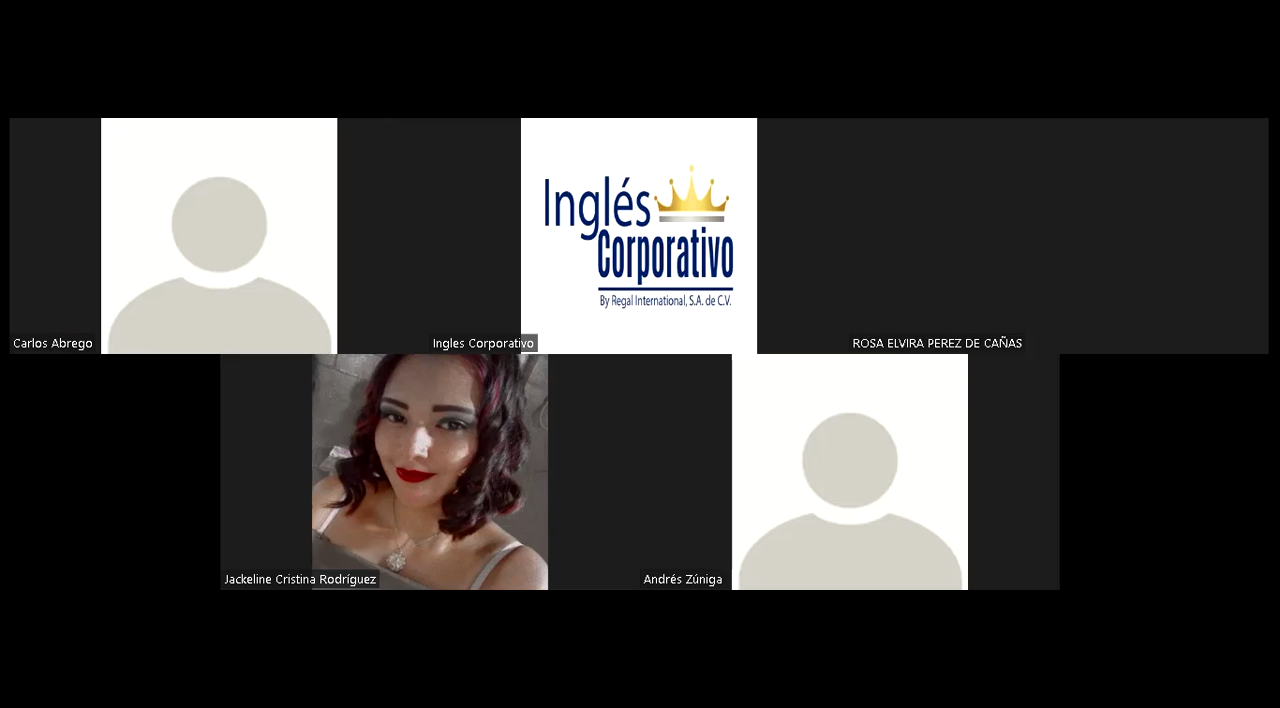 Inglés
Corporativo
By Regal International, S.A. de C.V.
Carlos Abrego
Ingles Corporativo
ROSA ELVIRA PEREZ DE CAÑAS
Jackeline Cristina Rodríguez
Andrés Zúniga